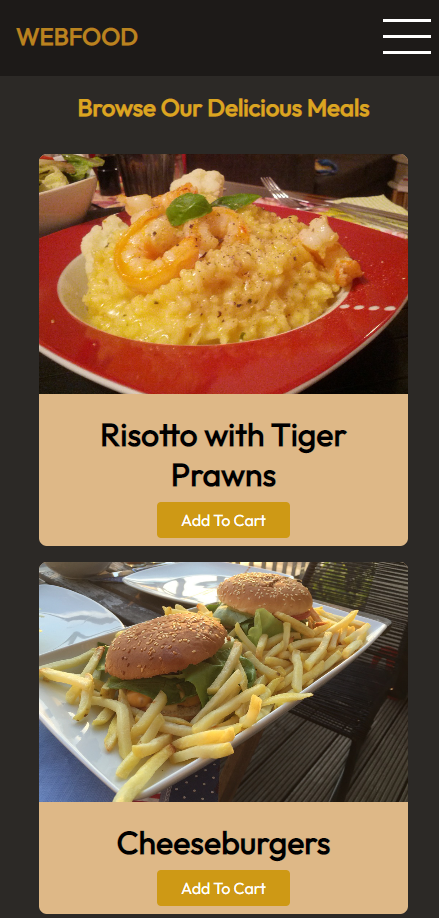 WEBFOOD
Browse Our Delicious Meals
Risotto with Tiger
Prawns
Add To Cart
Cheeseburgers
Add To Cart